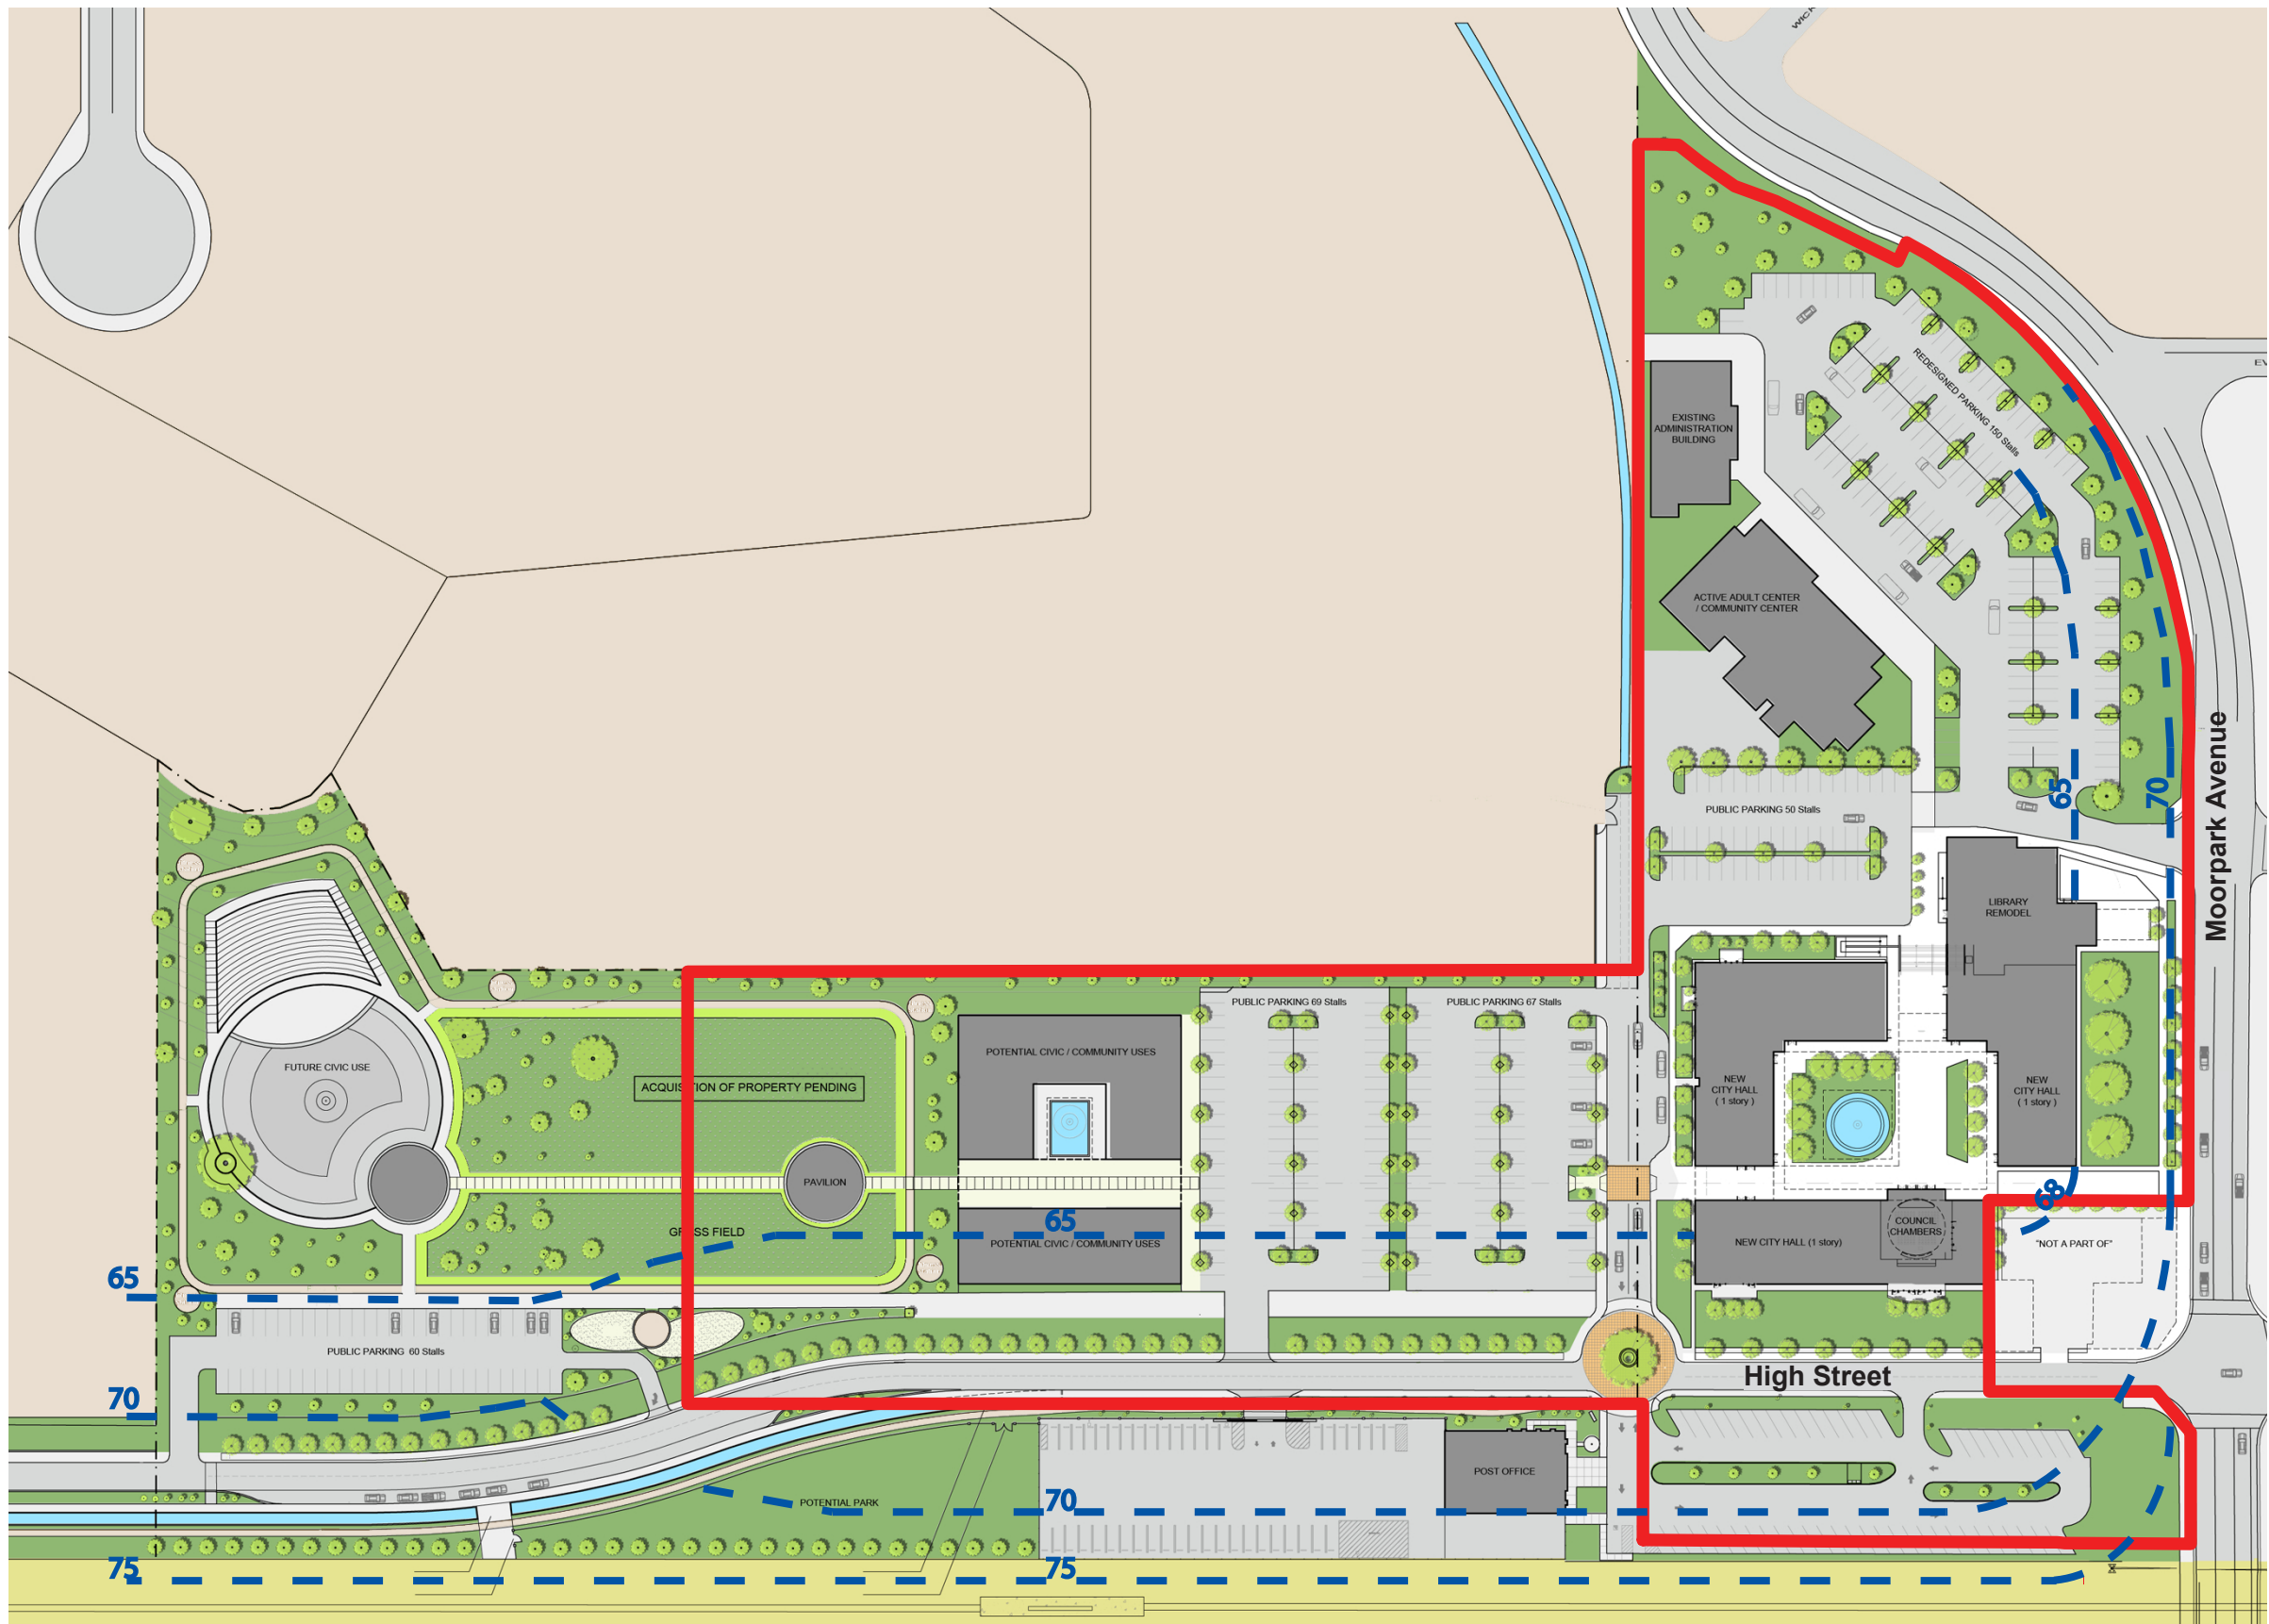 WICK
EV
REDESIGNED PARKING 150 Stalls
EXISTING
ADMINISTRATION
BUILDING
ACTIVE ADULT CENTER
/ COMMUNITY CENTER
65
70
Moorpark Avenue
PUBLIC PARKING 50 Stalls
LIBRARY
REMODEL
PUBLIC PARKING 69 Stalls
PUBLIC PARKING 67 Stalls
FUTURE CIVIC USE
ACQUISITION OF PROPERTY PENDING
POTENTIAL CIVIC / COMMUNITY USES
NEW
CITY HALL
( 1 story )
NEW
CITY HALL
( 1 story )
PAVILION
68
GRASS FIELD
65
POTENTIAL CIVIC / COMMUNITY USES
NEW CITY HALL (1 story)
COUNCIL
CHAMBERS
"NOT A PART OF"
65
PUBLIC PARKING 60 Stalls
High Street
70
POST OFFICE
POTENTIAL PARK
70
75
75